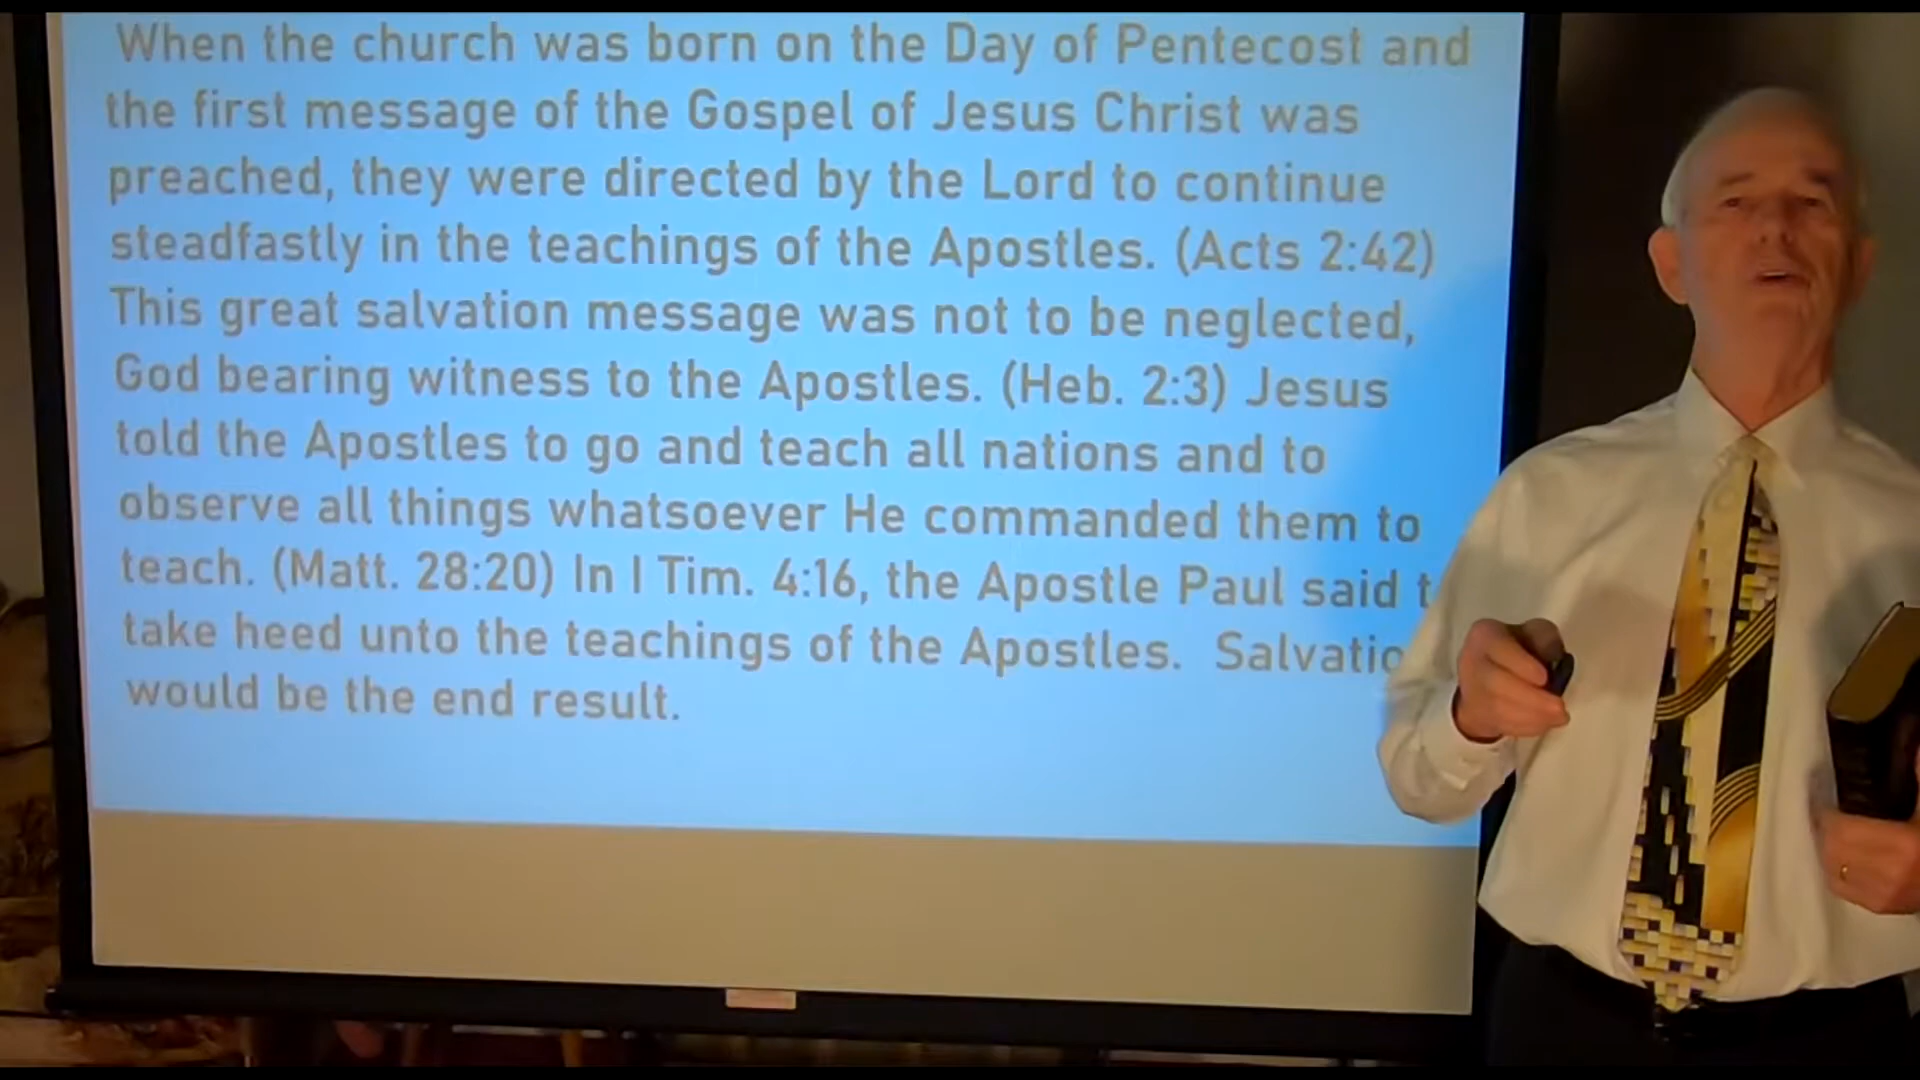 When the church was born on the Day of Pentecost and
the first message of the Gospel of Jesus Christ was
preached, they were directed by the Lord to continue
steadfastly in the teachings of the Apostles. (Acts 2:42)
This great salvation message was not to be neglected,
God bearing witness to the Apostles. (Heb. 2:3) Jesus
told the Apostles to go and teach all nations and to
observe all things whatsoever He commanded them to
teach. (Matt. 28:20) In I Tim. 4:16, the Apostle Paul said
take heed unto the teachings of the Apostles. Salvatio
would be the end result.